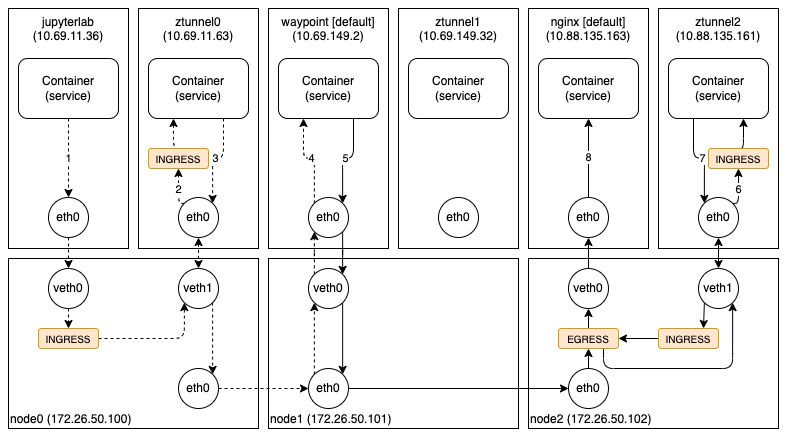 jupyterlab
(10.69.11.36)
ztunnel0
(10.69.11.63)
waypoint [default]
(10.69.149.2)
ztunnel1
(10.69.149.32)
nginx [default]
(10.88.135.163)
ztunnel2
(10.88.135.161)
Container
(service)
Container
(service)
Container
(service)
Container
(service)
Container
(service)
Container
(service)
1
INGRESS
3
2
4
5
8
7
INGRESS
6
eth0
eth0
eth0
eth0
eth0
eth0
veth0
veth1
veth0
veth0
veth1
INGRESS
EGRESS
INGRESS
eth0
eth0
eth0
node0 (172.26.50.100)
node1 (172.26.50.101)
node2 (172.26.50.102)